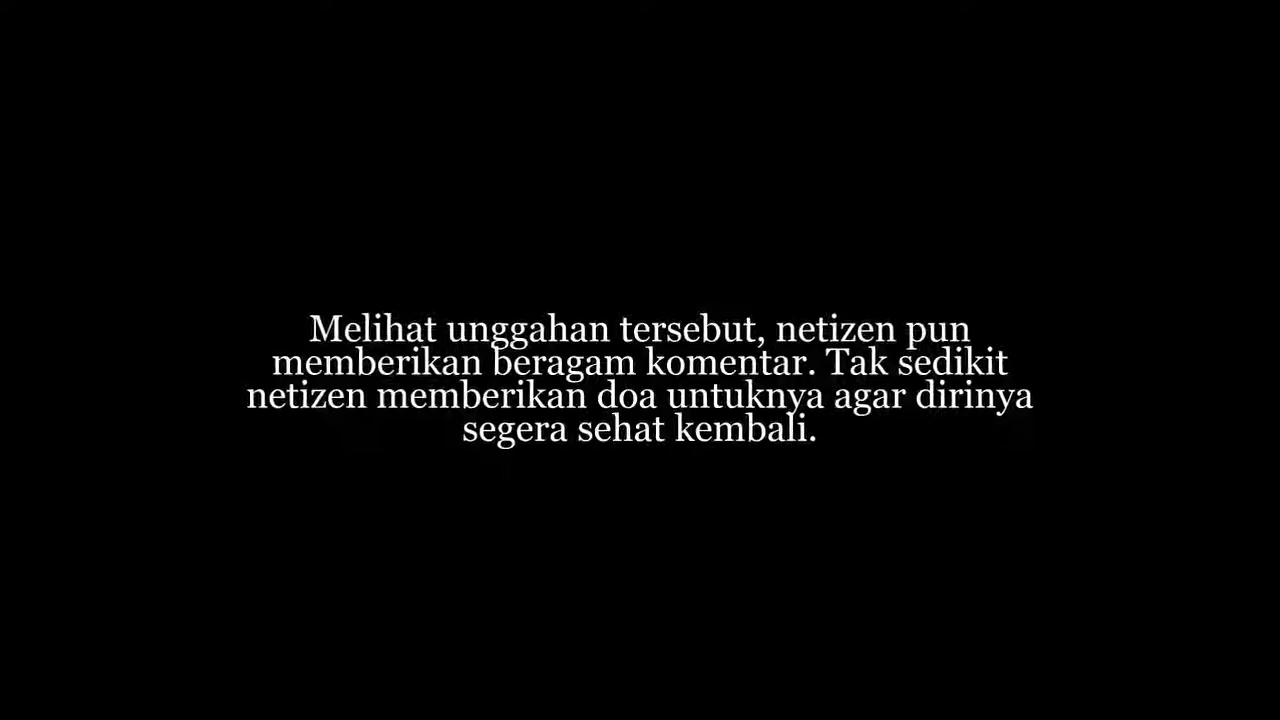 Melihat unggahan tersebut, netizen pun
memberikan beragam komentar. Tak sedikit
netizen memberikan doa untuknya agar dirinya
segera sehat kembali.